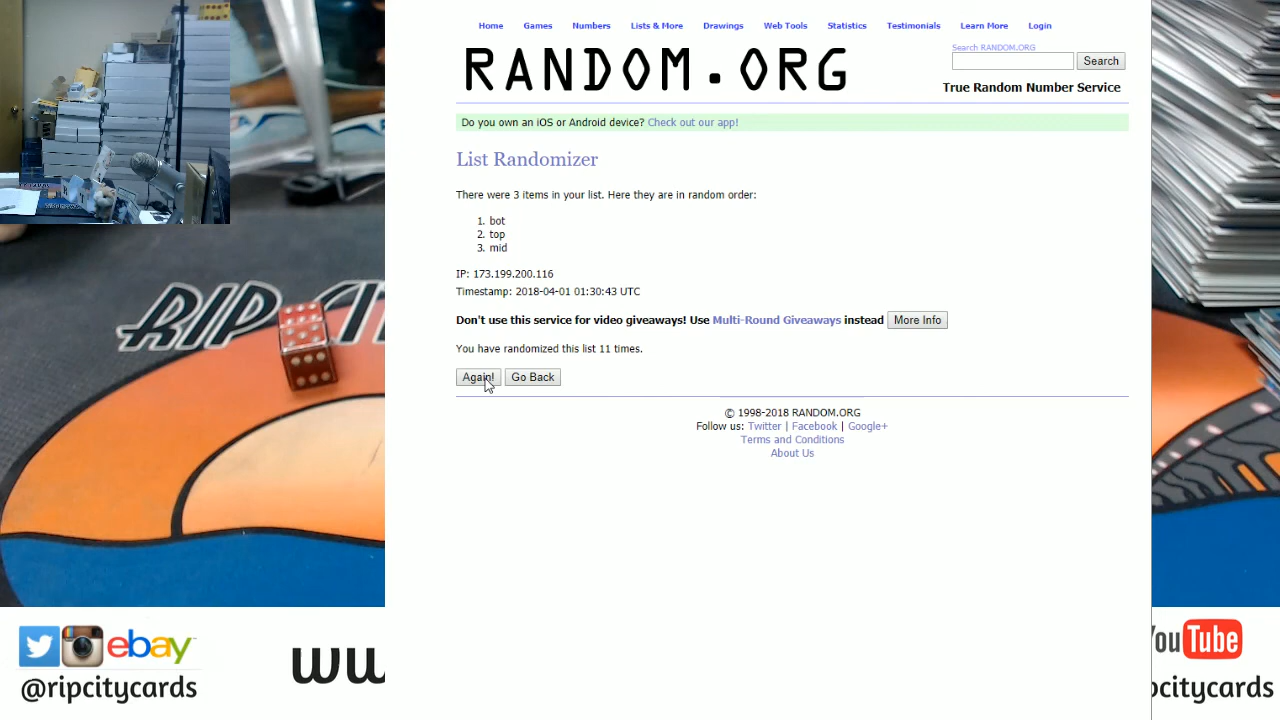 Home Games Numbers Lists & More Drawings Web Tools Statistics Testimonials Learn More Login
RANDOM.ORG
Search RANDOM.ORG
Search
True Random Number Service
Do you own an iOS or Android device? Check out our app!
List Randomizer
There were 3 items in your list. Here they are in random order:
1. bot
2. top
3. mid
IP: 173.199.200.116
Timestamp: 2018-04-01 01:30:43 UTC
Don't use this service for video giveaways! Use Multi-Round Giveaways instead More Info
You have randomized this list 11 times.
Again! Go Back
© 1998-2018 RANDOM.ORG
Follow us: Twitter | Facebook | Google+
Terms and Conditions
About Us
RIP
ebay
@ripcitycards
ww
YouTube
citycards